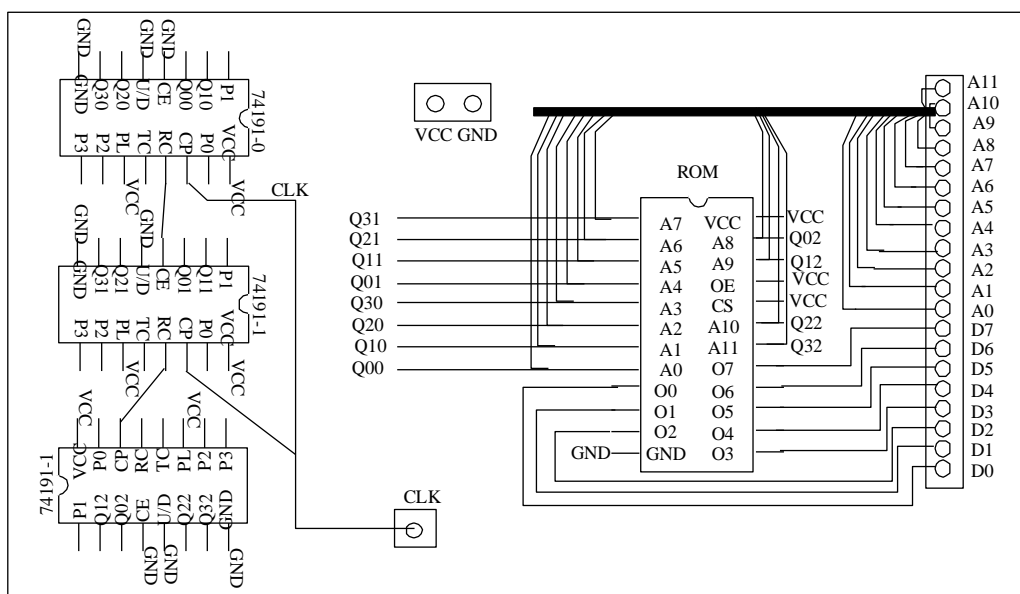 GND
GND
GND
GND Q30 Q20 U/D CE Q00 Q10 P1
P3 P2 PL TC RC CP P0 VCC
74191-0
VCC
VCC
CLK
GND
GND
GND Q31 Q21 U/D CE Q01 Q11 P1
P3 P2 PL TC RC CP P0 VCC
74191-1
VCC
VCC
VCC
VCC
VCC P0 CP RC TC PL P2 P3
P1 Q12 Q02 CE U/D Q22 Q32 GND
74191-1
GND
GND
GND
CLK
VCC GND
ROM
Q31
Q21
Q11
Q01
Q30
Q20
Q10
Q00
A7 VCC
A6 A8
A5 A9
A4 OE
A3 CS
A2 A10
A1 A11
A0 O7
O0 O6
O1 O5
O2 O4
GND GND O3
VCC
Q02
Q12
VCC
VCC
Q22
Q32
A11
A10
A9
A8
A7
A6
A5
A4
A3
A2
A1
A0
D7
D6
D5
D4
D3
D2
D1
D0